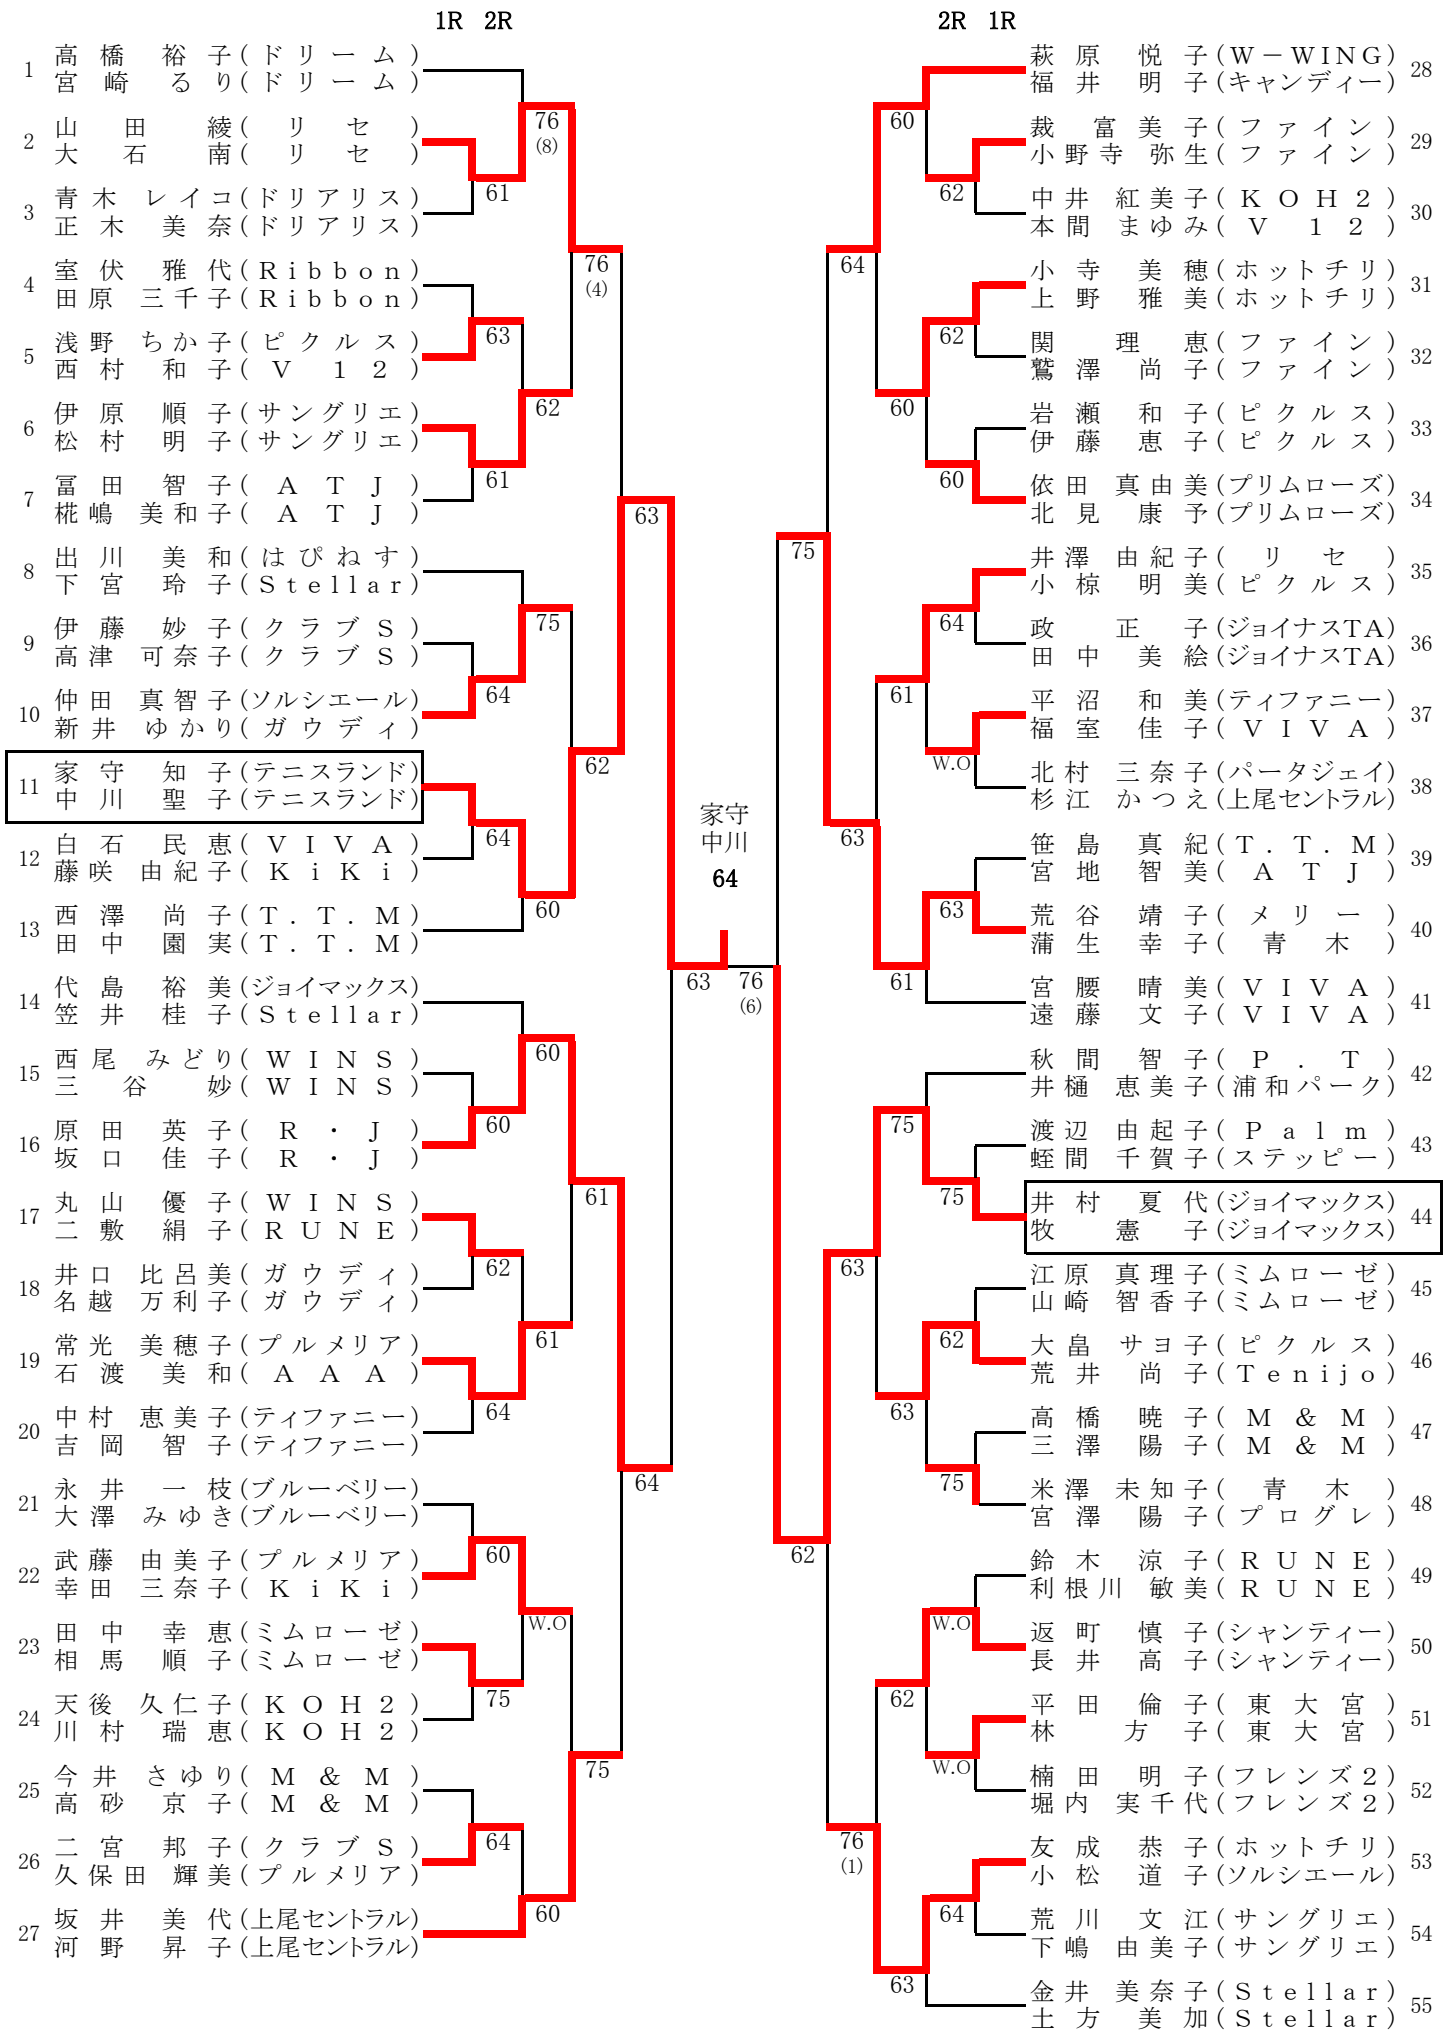 1R 2R
1 高橋 裕子(ドリーム)
宮崎 るり(ドリーム)
2 山田 綾(リセ)
大石 南(リセ)
3 青木 レイコ(ドリアリス)
正木 美奈(ドリアリス)
4 室伏 雅代(Ribbon)
田原 三千子(Ribbon)
5 浅野 ちか子(ピクルス)
西村 和子(V12)
6 伊原 順子(サングリエ)
松村 明子(サングリエ)
7 冨田 智子(ATJ)
椛嶋 美和子(ATJ)
8 出川 美和(はぴねす)
下宮 玲子(Stellar)
9 伊藤 妙子(クラブS)
高津 可奈子(クラブS)
10 仲田 真智子(ソルシエール)
新井 ゆかり(ガウディ)
11 家守 知子(テニスランド)
中川 聖子(テニスランド)
12 白石 民恵(VIVA)
藤咲 由紀子(KiKi)
13 西澤 尚子(T.T.M)
田中 園実(T.T.M)
14 代島 裕美(ジョイマックス)
笠井 桂子(Stellar)
15 西尾 みどり(WINS)
三谷 妙(WINS)
16 原田 英子(R・J)
坂口 佳子(R・J)
17 丸山 優子(WINS)
二敷 絹子(RUNE)
18 井口 比呂美(ガウディ)
名越 万利子(ガウディ)
19 常光 美穂子(プルメリア)
石渡 美和(AAA)
20 中村 恵美子(ティファニー)
吉岡 智子(ティファニー)
21 永井 一枝(ブルーベリー)
大澤 みゆき(ブルーベリー)
22 武藤 由美子(プルメリア)
幸田 三奈子(KiKi)
23 田中 幸恵(ミムローゼ)
相馬 順子(ミムローゼ)
24 天後 久仁子(KOH2)
川村 瑞恵(KOH2)
25 今井 さゆり(M&M)
高砂 京子(M&M)
26 二宮 邦子(クラブS)
久保田 輝美(プルメリア)
27 坂井 美代(上尾セントラル)
河野 昇子(上尾セントラル)
61
63
61
64
64
60
62
64
60
75
64
76
(8)
62
75
60
60
61
W.O
60
76
(4)
62
61
75
63
64
63
家守
中川
64
76
(6)
2R 1R
萩原 悦子(W-WING) 28
福井 明子(キャンディー)
裁 富美子(ファイン) 29
小野寺 弥生(ファイン)
中井 紅美子(KOH2) 30
本間 まゆみ(V12)
小寺 美穂(ホットチリ) 31
上野 雅美(ホットチリ)
関 理恵(ファイン) 32
鷲澤 尚子(ファイン)
岩瀬 和子(ピクルス) 33
伊藤 恵子(ピクルス)
依田 真由美(プリムローズ) 34
北見 康予(プリムローズ)
井澤 由紀子(リセ) 35
小椋 明美(ピクルス)
政 正子(ジョイナスTA) 36
田中 美絵(ジョイナスTA)
平沼 和美(ティファニー) 37
福室 佳子(VIVA)
北村 三奈子(パータジェイ) 38
杉江 かつえ(上尾セントラル)
笹島 真紀(T.T.M) 39
宮地 智美(ATJ)
荒谷 靖子(メリー) 40
蒲生 幸子(青木)
宮腰 晴美(VIVA) 41
遠藤 文子(VIVA)
秋間 智子(P.T) 42
井樋 恵美子(浦和パーク)
渡辺 由起子(Palm) 43
蛭間 千賀子(ステッピー)
井村 夏代(ジョイマックス) 44
牧 憲子(ジョイマックス)
江原 真理子(ミムローゼ) 45
山崎 智香子(ミムローゼ)
大畠 サヨ子(ピクルス) 46
荒井 尚子(Tenijo)
高橋 暁子(M&M) 47
三澤 陽子(M&M)
米澤 未知子(青木) 48
宮澤 陽子(プログレ)
鈴木 涼子(RUNE) 49
利根川 敏美(RUNE)
返町 慎子(シャンティー) 50
長井 高子(シャンティー)
平田 倫子(東大宮) 51
林 方子(東大宮)
楠田 明子(フレンズ2) 52
堀内 実千代(フレンズ2)
友成 恭子(ホットチリ) 53
小松 道子(ソルシエール)
荒川 文江(サングリエ) 54
下嶋 由美子(サングリエ)
金井 美奈子(Stellar) 55
土方 美加(Stellar)
62
62
60
64
W.O
63
75
62
75
W.O
W.O
64
60
60
61
61
75
63
62
63
64
63
63
76
(1)
75
62